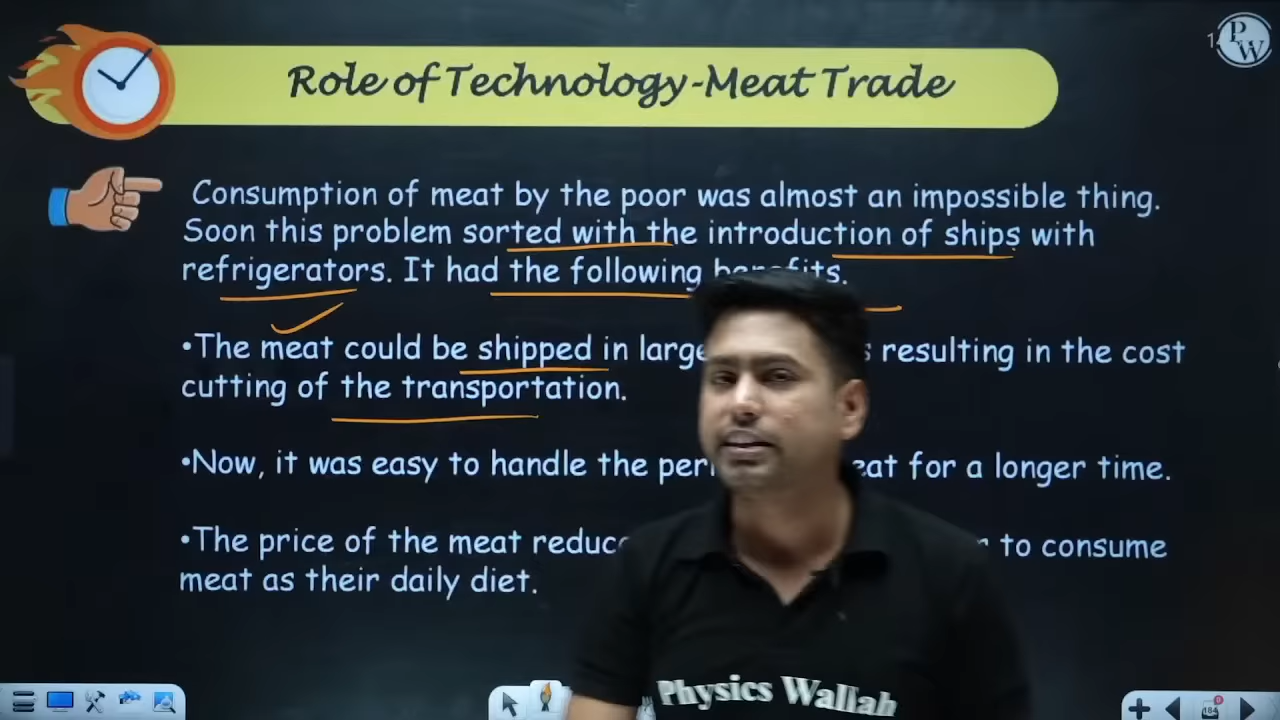 PW
Role of Technology-Meat Trade
Consumption of meat by the poor was almost an impossible thing.
Soon this problem sorted with the introduction of ships with
refrigerators. It had the following benefits.
•The meat could be shipped in large resulting in the cost
cutting of the transportation.
•Now, it was easy to handle the for a longer time.
•The price of the meat to consume
meat as their daily diet.
Physics Wallah
184